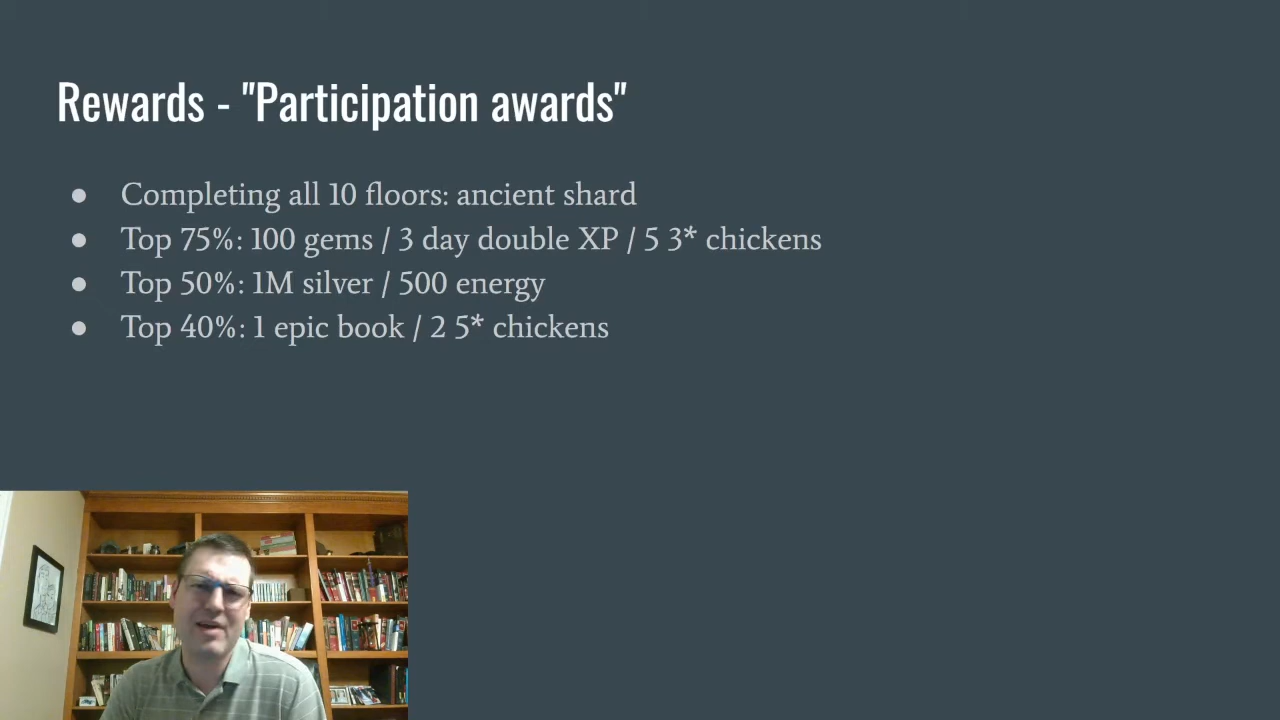 Rewards - "Participation awards"
● Completing all 10 floors: ancient shard
● Top 75%: 100 gems / 3 day double XP / 5 3* chickens
● Top 50%: 1M silver / 500 energy
● Top 40%: 1 epic book / 2 5* chickens